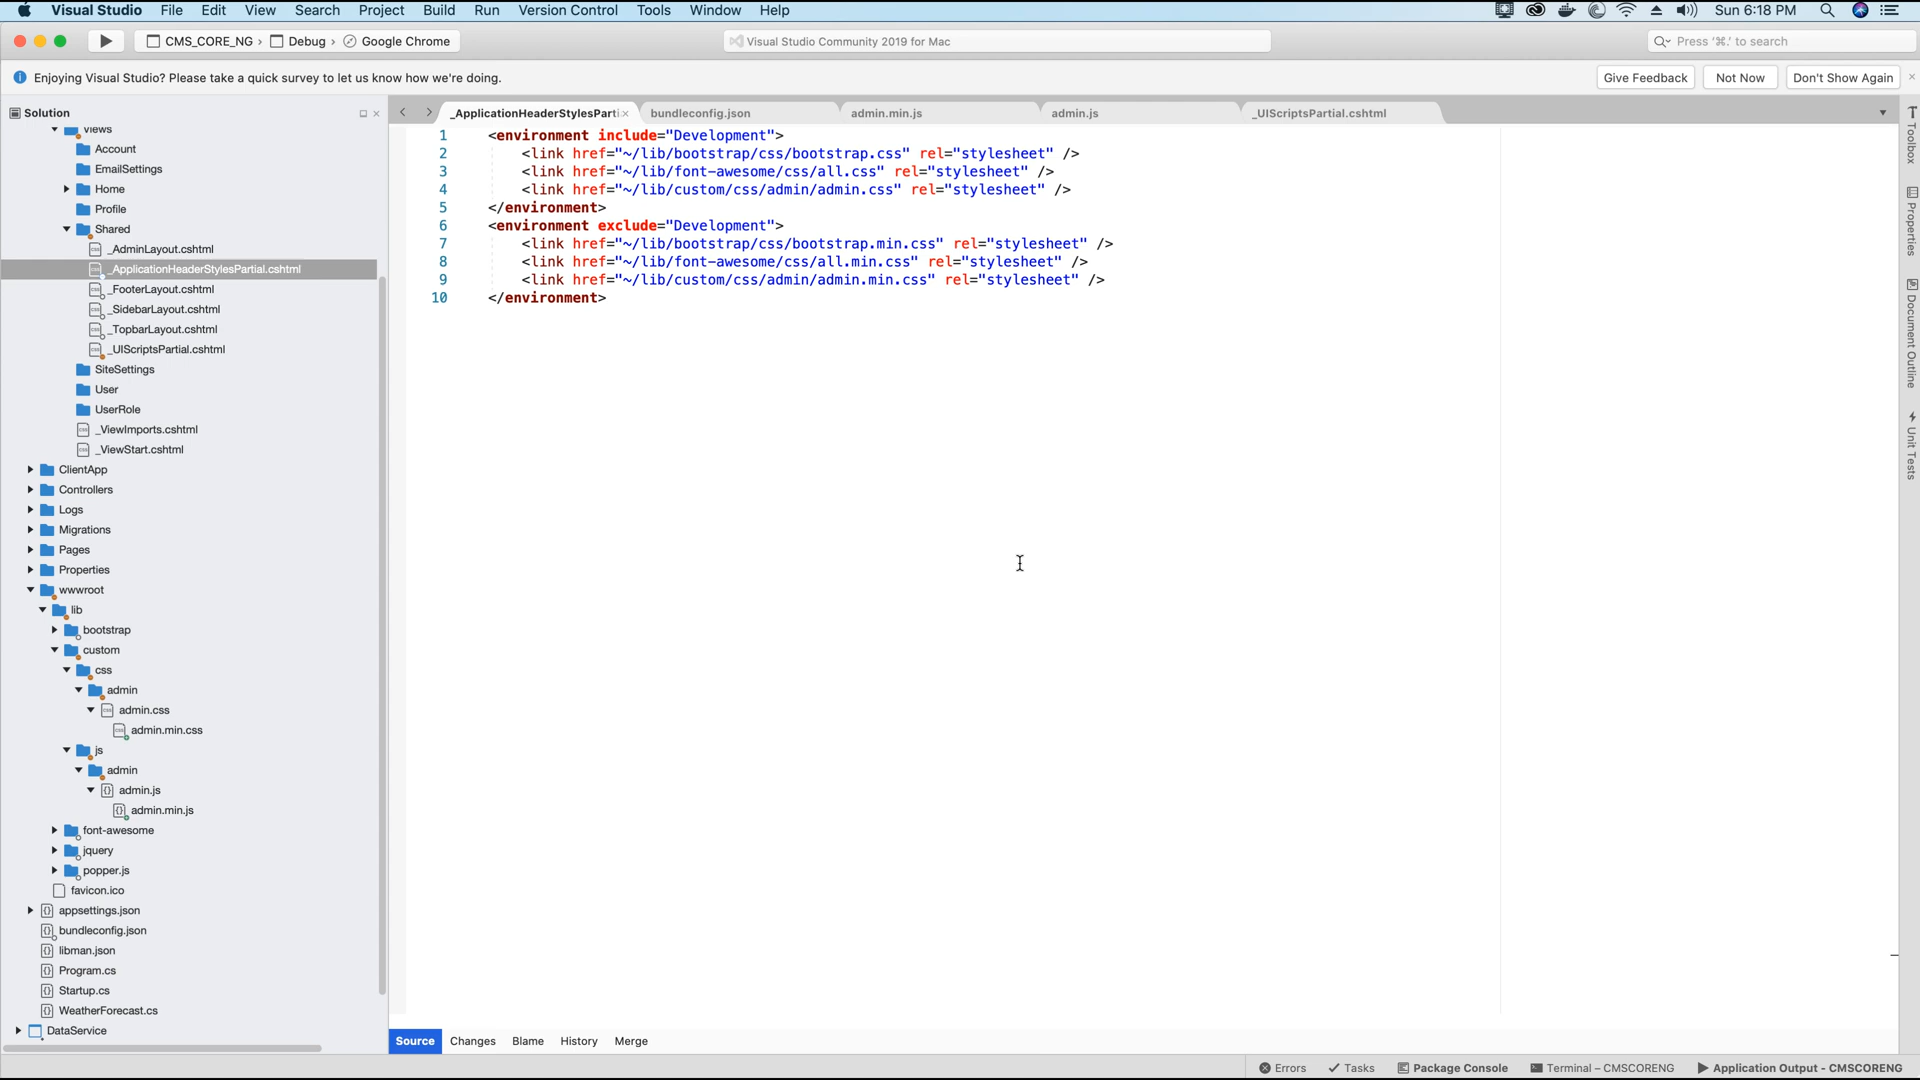 Visual Studio File Edit View Search Project Build Run Version Control Tools Window Help Sun 6:18 PM
CMS_CORE_NG › Debug › Google Chrome Visual Studio Community 2019 for Mac Press ‘⌘.’ to search
Enjoying Visual Studio? Please take a quick survey to let us know how we're doing. Give Feedback Not Now Don't Show Again
Solution
Views
Account
EmailSettings
Home
Profile
Shared
_AdminLayout.cshtml
_ApplicationHeaderStylesPartial.cshtml
_FooterLayout.cshtml
_SidebarLayout.cshtml
_TopbarLayout.cshtml
_UIScriptsPartial.cshtml
SiteSettings
User
UserRole
_ViewImports.cshtml
_ViewStart.cshtml
ClientApp
Controllers
Logs
Migrations
Pages
Properties
wwwroot
lib
bootstrap
custom
css
admin
admin.css
admin.min.css
js
admin
admin.js
admin.min.js
font-awesome
jquery
popper.js
favicon.ico
appsettings.json
bundleconfig.json
libman.json
Program.cs
Startup.cs
WeatherForecast.cs
DataService
_ApplicationHeaderStylesParti bundleconfig.json admin.min.js admin.js _UIScriptsPartial.cshtml
1 <environment include="Development">
2 <link href="~/lib/bootstrap/css/bootstrap.css" rel="stylesheet" />
3 <link href="~/lib/font-awesome/css/all.css" rel="stylesheet" />
4 <link href="~/lib/custom/css/admin/admin.css" rel="stylesheet" />
5 </environment>
6 <environment exclude="Development">
7 <link href="~/lib/bootstrap/css/bootstrap.min.css" rel="stylesheet" />
8 <link href="~/lib/font-awesome/css/all.min.css" rel="stylesheet" />
9 <link href="~/lib/custom/css/admin/admin.min.css" rel="stylesheet" />
10 </environment>
Toolbox
Properties
Document Outline
Unit Tests
Source Changes Blame History Merge
Errors Tasks Package Console Terminal – CMSCORENG Application Output - CMSCORENG